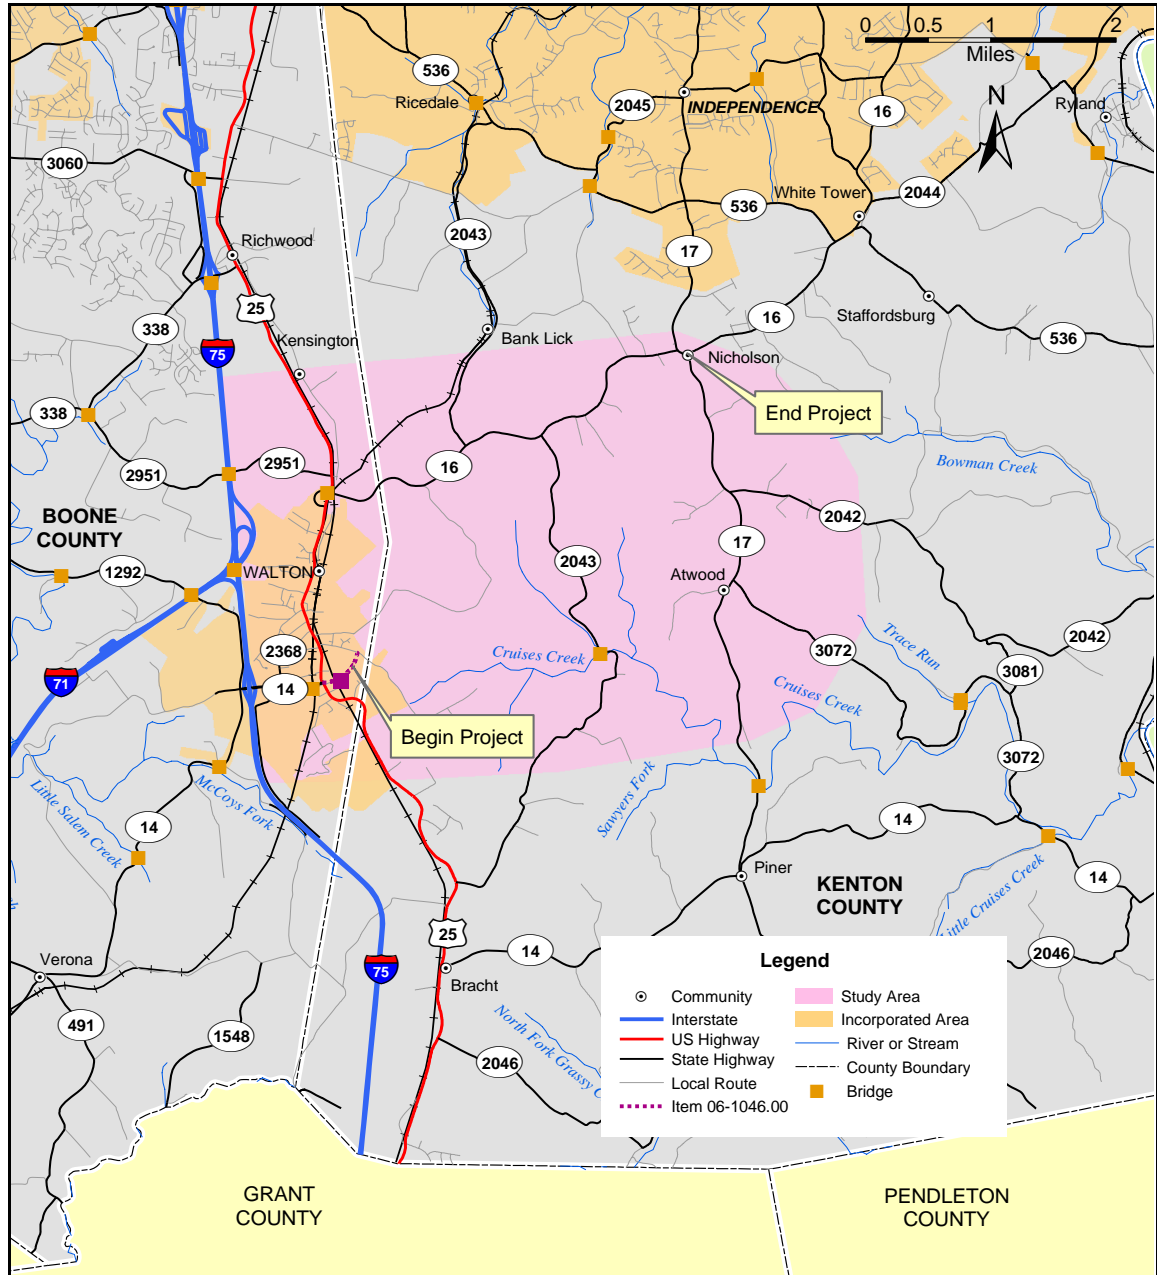 0 0.5 1 2
Miles
N
536
Ricedale
2045
INDEPENDENCE
16
Ryland
3060
White Tower
2044
536
2043
17
Richwood
25
Kensington
338
75
Bank Lick
16
Staffordsburg
536
Nicholson
End Project
338
2951
2951
16
Bowman Creek
BOONE
COUNTY
2042
17
1292
WALTON
2043
Atwood
2368
Cruises Creek
Trace Run
2042
3072
3081
71
14
Cruises Creek
Begin Project
3072
McCoys Fork
Little Salem Creek
14
Sawyers Fork
14
Piner
KENTON
COUNTY
14
Little Cruises Creek
25
14
2046
Verona
75
Bracht
491
1548
North Fork Grassy C
2046
Legend
Community
Interstate
US Highway
State Highway
Local Route
Item 06-1046.00
Study Area
Incorporated Area
River or Stream
County Boundary
Bridge
GRANT
COUNTY
PENDLETON
COUNTY